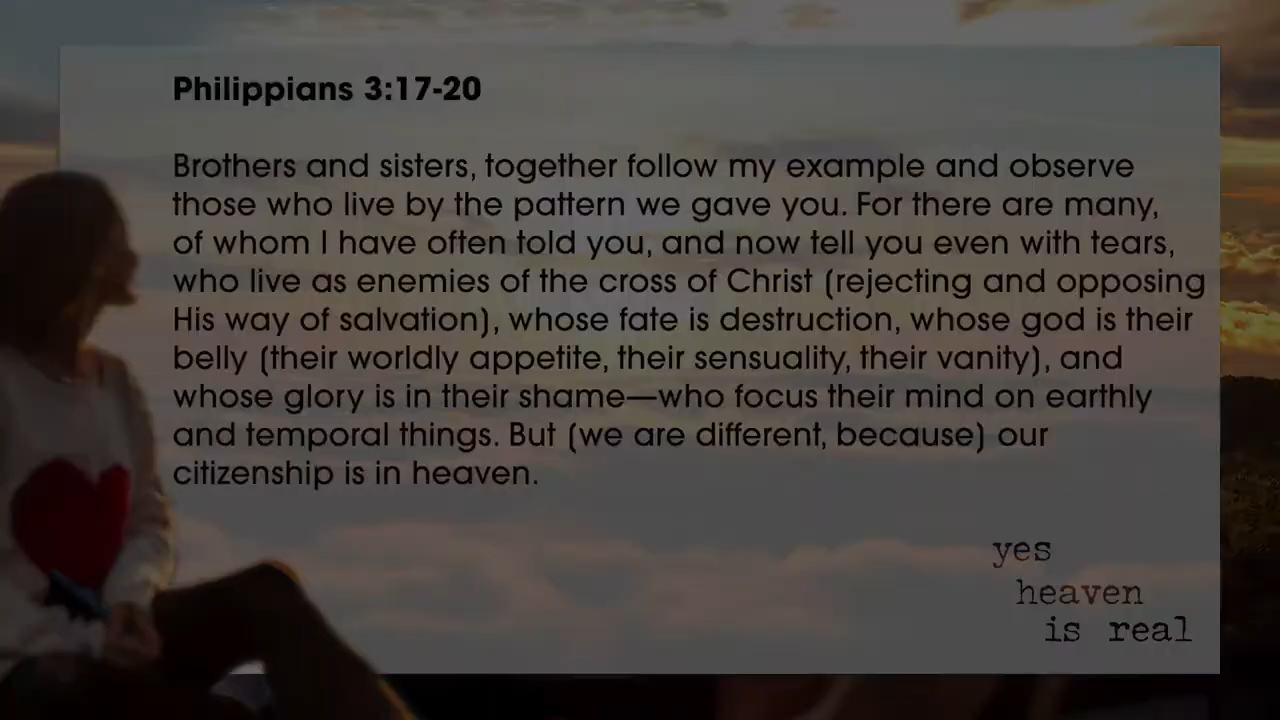 Philippians 3:17-20
Brothers and sisters, together follow my example and observe
those who live by the pattern we gave you. For there are many,
of whom I have often told you, and now tell you even with tears,
who live as enemies of the cross of Christ (rejecting and opposing
His way of salvation), whose fate is destruction, whose god is their
belly (their worldly appetite, their sensuality, their vanity), and
whose glory is in their shame—who focus their mind on earthly
and temporal things. But (we are different, because) our
citizenship is in heaven.
yes
heaven
is real